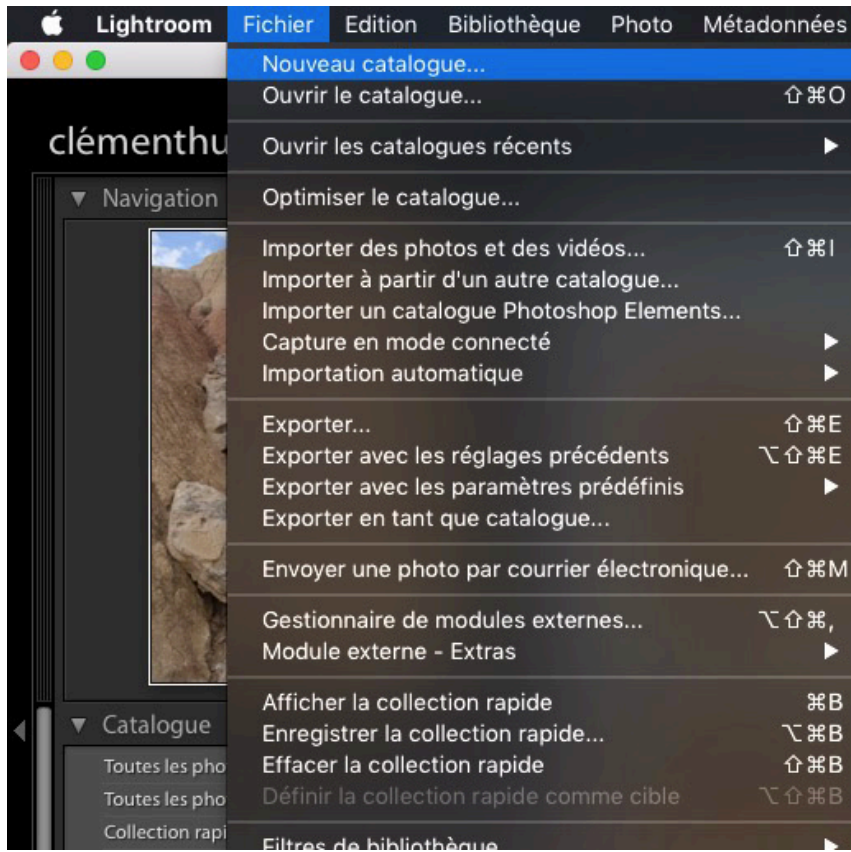 Lightroom Fichier Edition Bibliothèque Photo Métadonnées
Nouveau catalogue...
Ouvrir le catalogue... ⇧⌘O
clémenthu
Ouvrir les catalogues récents ▶
▼ Navigation
Optimiser le catalogue...
Importer des photos et des vidéos... ⇧⌘I
Importer à partir d'un autre catalogue...
Importer un catalogue Photoshop Elements...
Capture en mode connecté ▶
Importation automatique ▶
Exporter... ⇧⌘E
Exporter avec les réglages précédents ⌥⇧⌘E
Exporter avec les paramètres prédéfinis ▶
Exporter en tant que catalogue...
Envoyer une photo par courrier électronique... ⇧⌘M
Gestionnaire de modules externes... ⌥⇧⌘,
Module externe - Extras ▶
Afficher la collection rapide ⌘B
▼ Catalogue
Enregistrer la collection rapide... ⌥⌘B
Toutes les pho
Effacer la collection rapide ⇧⌘B
Toutes les pho
Définir la collection rapide comme cible ⌥⇧⌘B
Collection rapi
Filtres de bibliothèque ▶